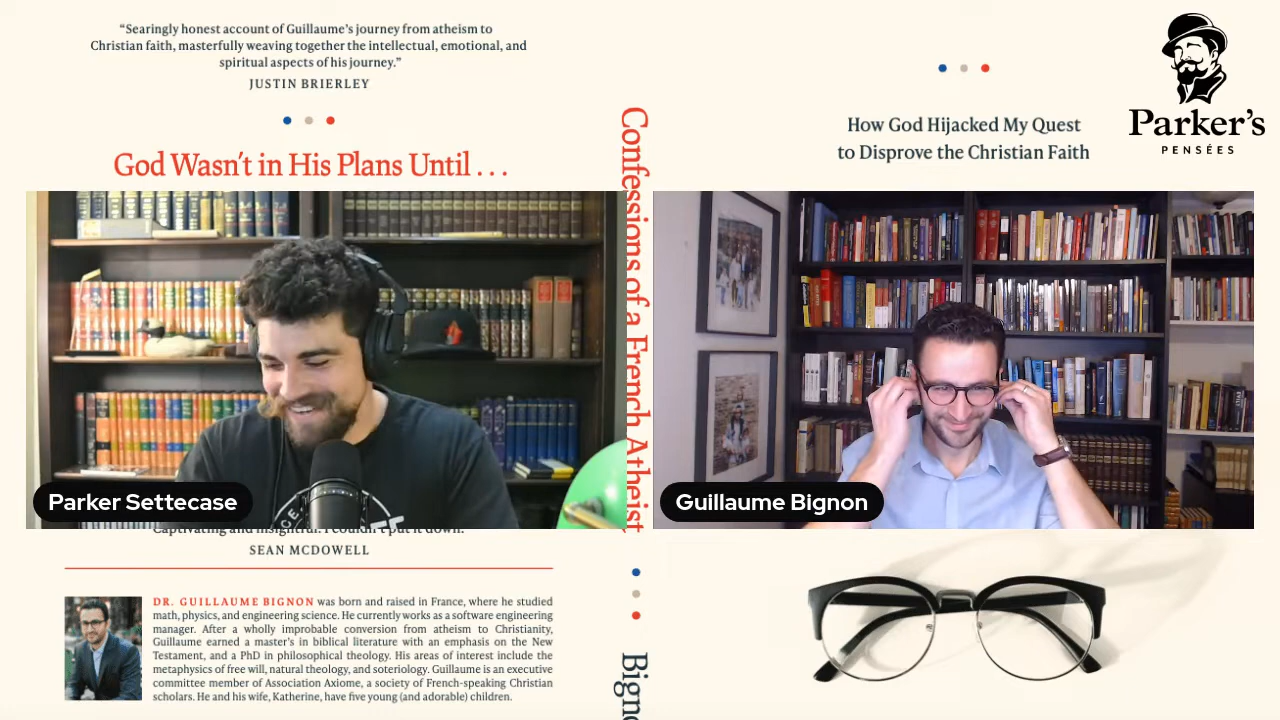 “Searingly honest account of Guillaume’s journey from atheism to
Christian faith, masterfully weaving together the intellectual, emotional, and
spiritual aspects of his journey.”
JUSTIN BRIERLEY
God Wasn’t in His Plans Until . . .
Parker Settecase
Captivating and insightful. I couldn’t put it down.
SEAN MCDOWELL
DR. GUILLAUME BIGNON was born and raised in France, where he studied
math, physics, and engineering science. He currently works as a software engineering
manager. After a wholly improbable conversion from atheism to Christianity,
Guillaume earned a master’s in biblical literature with an emphasis on the New
Testament, and a PhD in philosophical theology. His areas of interest include the
metaphysics of free will, natural theology, and soteriology. Guillaume is an executive
committee member of Association Axiome, a society of French-speaking Christian
scholars. He and his wife, Katherine, have five young (and adorable) children.
Confessions of a French Atheist
Bigno
How God Hijacked My Quest
to Disprove the Christian Faith
Parker’s
PENSÉES
Guillaume Bignon